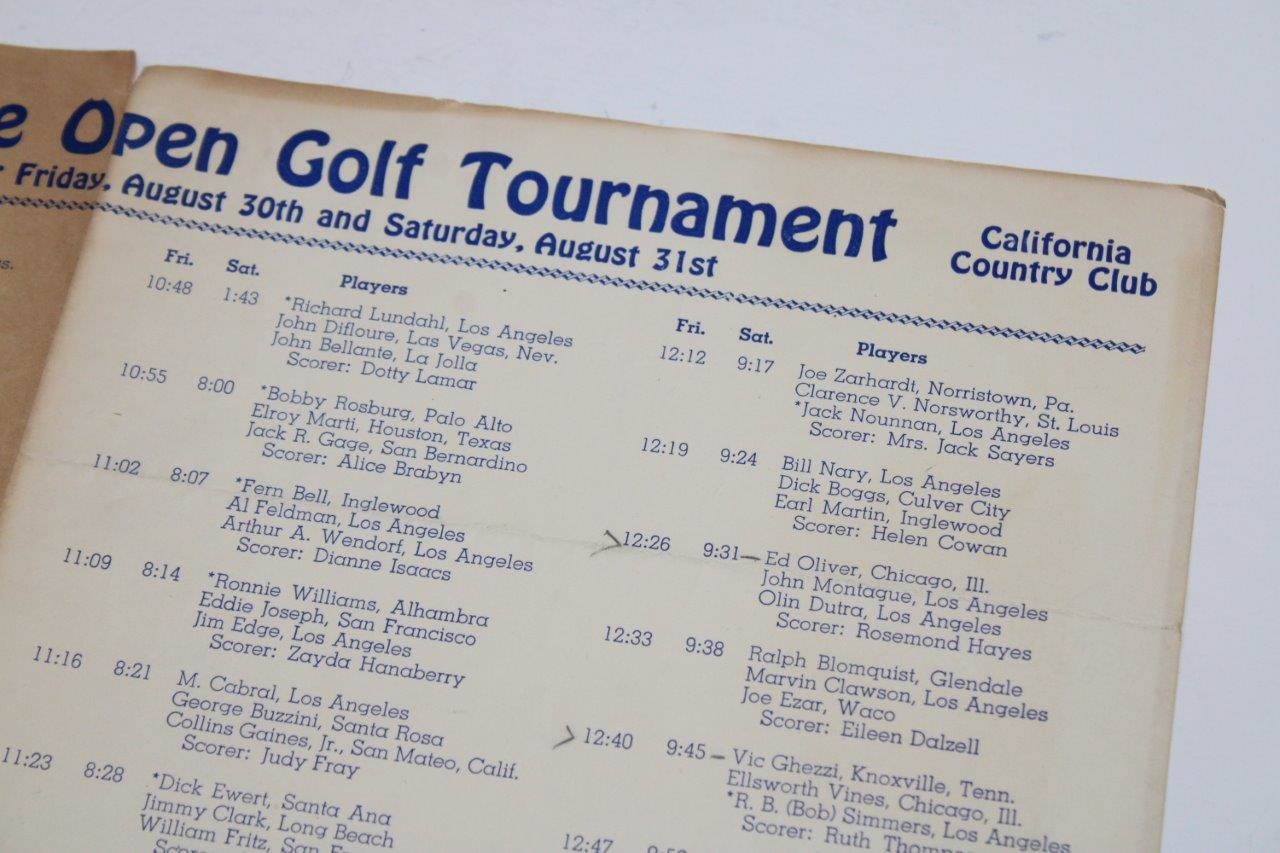 e Open Golf Tournament
Friday, August 30th and Saturday, August 31st
California
Country Club
Fri. Sat. Players
10:48 1:43 *Richard Lundahl, Los Angeles
John Difloure, Las Vegas, Nev.
John Bellante, La Jolla
Scorer: Dotty Lamar
10:55 8:00 *Bobby Rosburg, Palo Alto
Elroy Marti, Houston, Texas
Jack R. Gage, San Bernardino
Scorer: Alice Brabyn
11:02 8:07 *Fern Bell, Inglewood
Al Feldman, Los Angeles
Arthur A. Wendorf, Los Angeles
Scorer: Dianne Isaacs
11:09 8:14 *Ronnie Williams, Alhambra
Eddie Joseph, San Francisco
Jim Edge, Los Angeles
Scorer: Zayda Hanaberry
11:16 8:21 M. Cabral, Los Angeles
George Buzzini, Santa Rosa
Collins Gaines, Jr., San Mateo, Calif.
Scorer: Judy Fray
11:23 8:28 *Dick Ewert, Santa Ana
Jimmy Clark, Long Beach
William Fritz, San
Fri. Sat. Players
12:12 9:17 Joe Zarhardt, Norristown, Pa.
Clarence V. Norsworthy, St. Louis
*Jack Nounnan, Los Angeles
Scorer: Mrs. Jack Sayers
12:19 9:24 Bill Nary, Los Angeles
Dick Boggs, Culver City
Earl Martin, Inglewood
Scorer: Helen Cowan
12:26 9:31 Ed Oliver, Chicago, Ill.
John Montague, Los Angeles
Olin Dutra, Los Angeles
Scorer: Rosemond Hayes
12:33 9:38 Ralph Blomquist, Glendale
Marvin Clawson, Los Angeles
Joe Ezar, Waco
Scorer: Eileen Dalzell
12:40 9:45 Vic Ghezzi, Knoxville, Tenn.
Ellsworth Vines, Chicago, Ill.
*R. B. (Bob) Simmers, Los Angeles
Scorer: Ruth
12:47